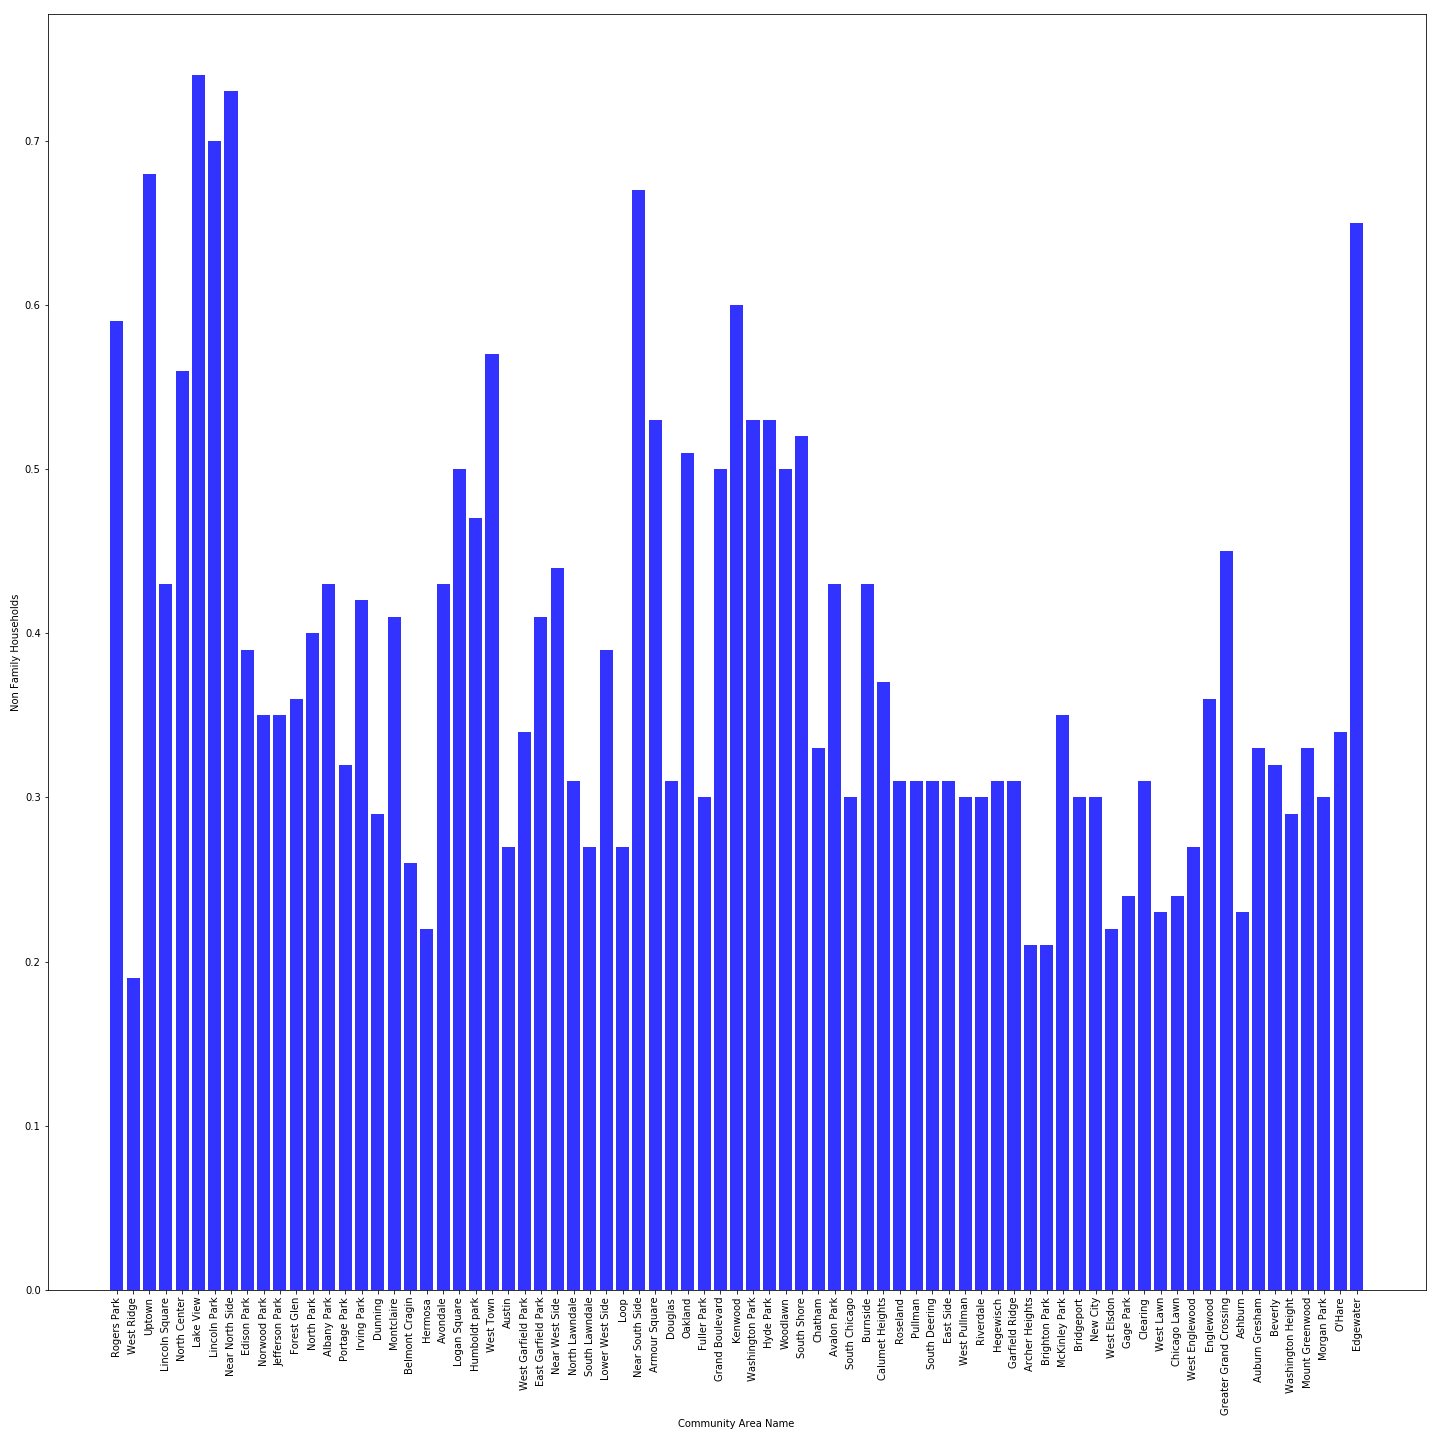 Non Family Households
0.7
0.6
0.5
0.4
0.3
0.2
0.1
0.0
Rogers Park
West Ridge
Uptown
Lincoln Square
North Center
Lake View
Lincoln Park
Near North Side
Edison Park
Norwood Park
Jefferson Park
Forest Glen
North Park
Albany Park
Portage Park
Irving Park
Dunning
Montclaire
Belmont Cragin
Hermosa
Avondale
Logan Square
Humboldt park
West Town
Austin
West Garfield Park
East Garfield Park
Near West Side
North Lawndale
South Lawndale
Lower West Side
Loop
Near South Side
Armour Square
Douglas
Oakland
Fuller Park
Grand Boulevard
Kenwood
Washington Park
Hyde Park
Woodlawn
South Shore
Chatham
Avalon Park
South Chicago
Burnside
Calumet Heights
Roseland
Pullman
South Deering
East Side
West Pullman
Riverdale
Hegewisch
Garfield Ridge
Archer Heights
Brighton Park
McKinley Park
Bridgeport
New City
West Elsdon
Gage Park
Clearing
West Lawn
Chicago Lawn
West Englewood
Englewood
Greater Grand Crossing
Ashburn
Auburn Gresham
Beverly
Washington Height
Mount Greenwood
Morgan Park
O'Hare
Edgewater
Community Area Name